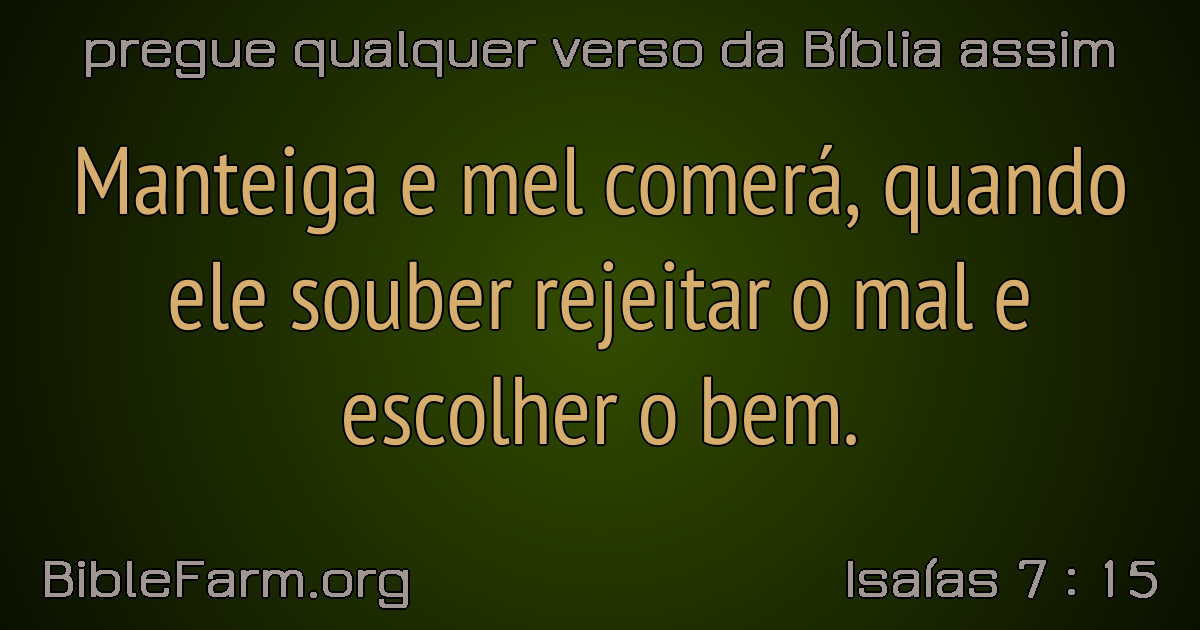 pregue qualquer verso da Bíblia assim
Manteiga e mel comerá, quando
ele souber rejeitar o mal e
escolher o bem.
BibleFarm.org
Isaías 7 : 15